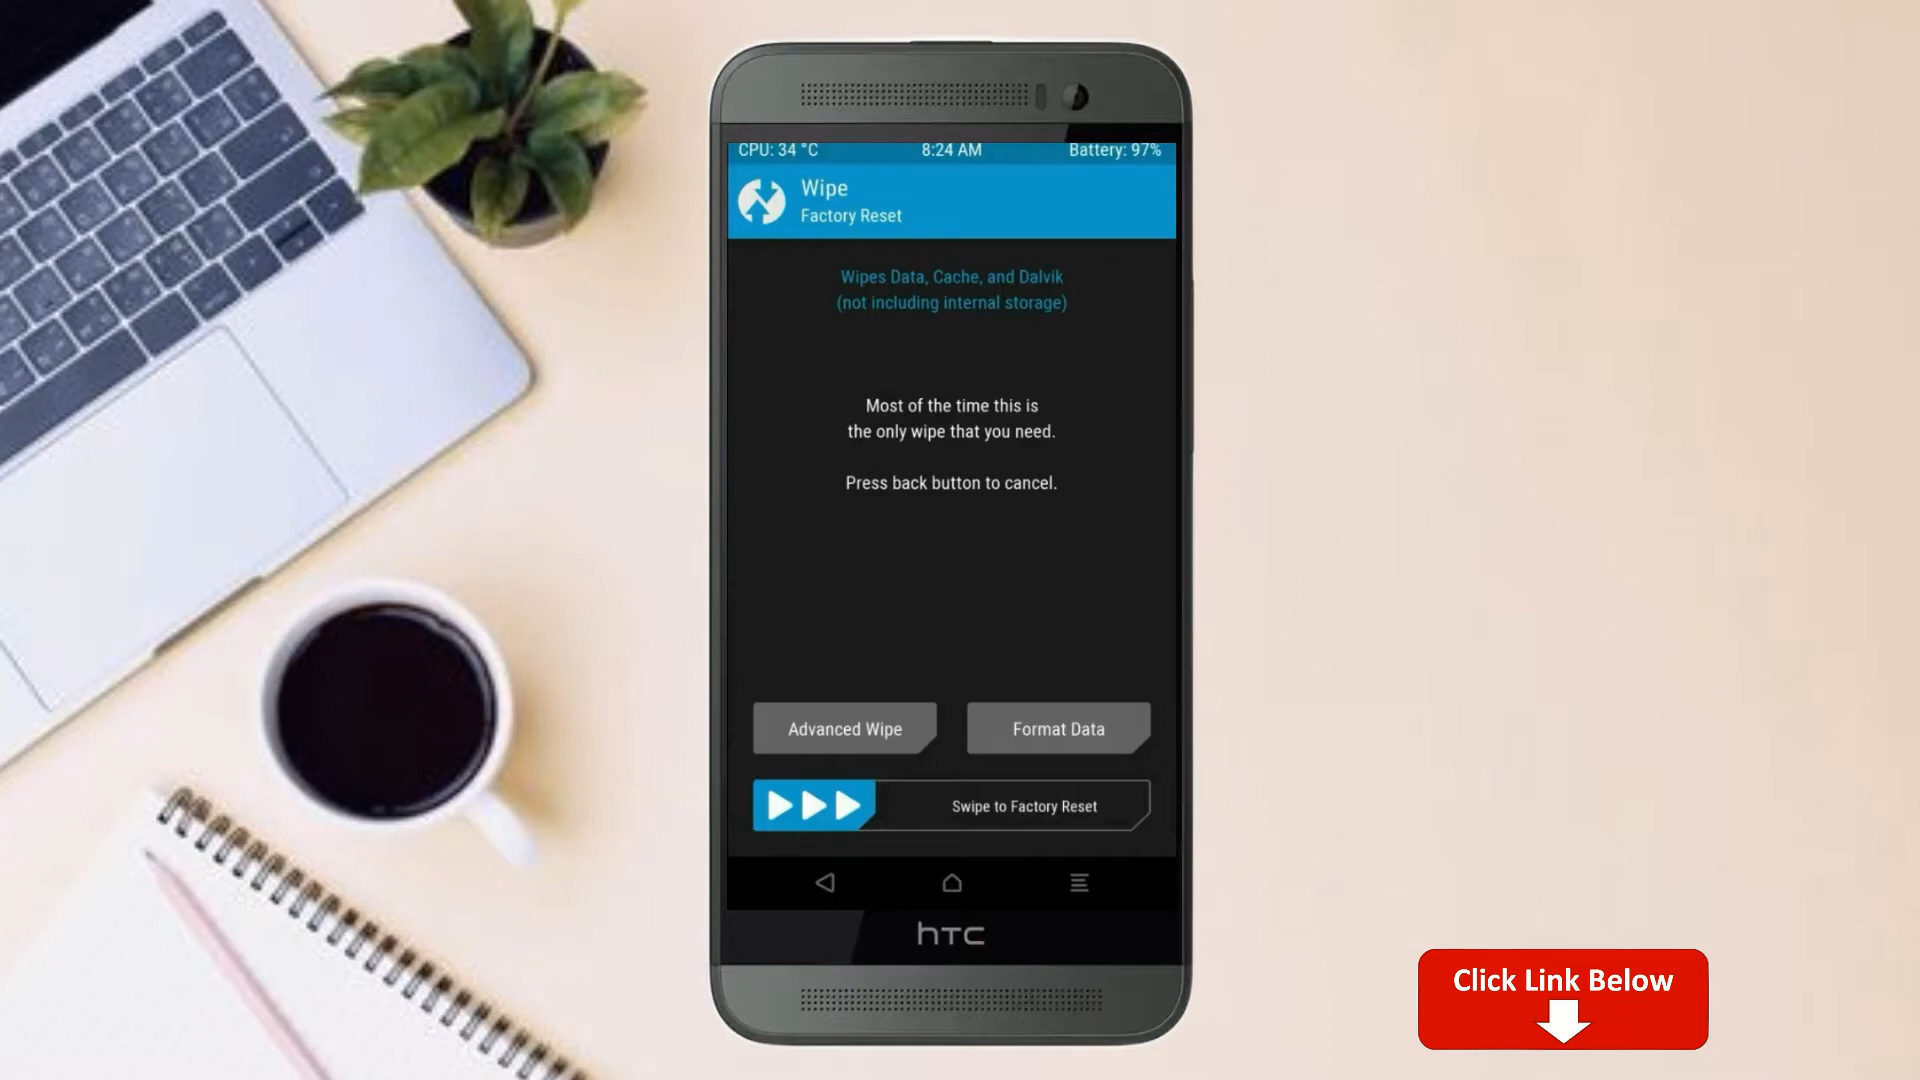 CPU: 34 °C 8:24 AM Battery: 97%
Wipe
Factory Reset
Wipes Data, Cache, and Dalvik
(not including internal storage)
Most of the time this is
the only wipe that you need.
Press back button to cancel.
Advanced Wipe Format Data
Swipe to Factory Reset
hTC
Click Link Below